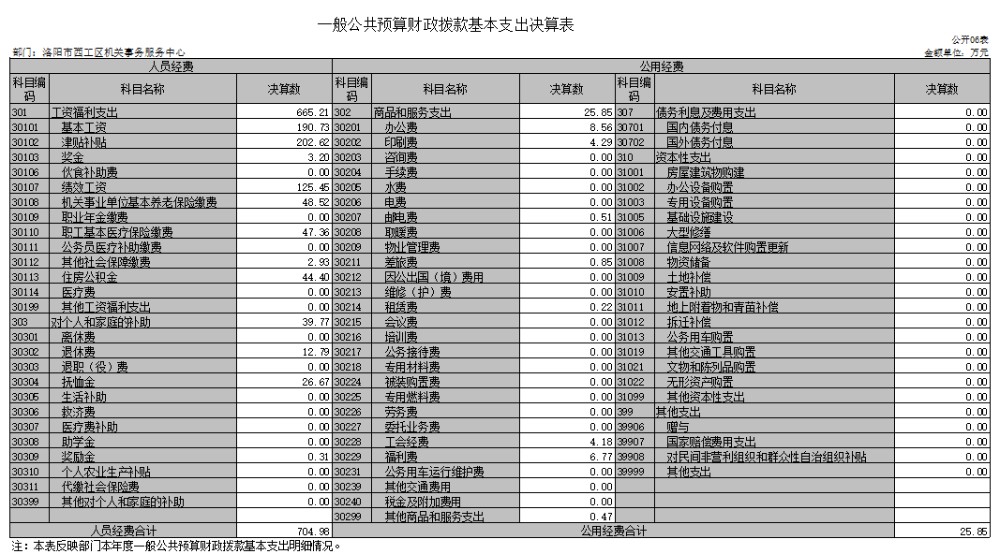 一般公共预算财政拨款基本支出决算表
公开06表
部门：洛阳市西工区机关事务服务中心 金额单位：万元
人员经费 公用经费
科目编码 科目名称 决算数 科目编码 科目名称 决算数 科目编码 科目名称 决算数
301 工资福利支出 665.21 302 商品和服务支出 25.85 307 债务利息及费用支出 0.00
30101 基本工资 190.73 30201 办公费 8.56 30701 国内债务付息 0.00
30102 津贴补贴 202.62 30202 印刷费 4.29 30702 国外债务付息 0.00
30103 奖金 3.20 30203 咨询费 0.00 310 资本性支出 0.00
30106 伙食补助费 0.00 30204 手续费 0.00 31001 房屋建筑物购建 0.00
30107 绩效工资 125.45 30205 水费 0.00 31002 办公设备购置 0.00
30108 机关事业单位基本养老保险缴费 48.52 30206 电费 0.00 31003 专用设备购置 0.00
30109 职业年金缴费 0.00 30207 邮电费 0.51 31005 基础设施建设 0.00
30110 职工基本医疗保险缴费 47.36 30208 取暖费 0.00 31006 大型修缮 0.00
30111 公务员医疗补助缴费 0.00 30209 物业管理费 0.00 31007 信息网络及软件购置更新 0.00
30112 其他社会保障缴费 2.93 30211 差旅费 0.85 31008 物资储备 0.00
30113 住房公积金 44.40 30212 因公出国（境）费用 0.00 31009 土地补偿 0.00
30114 医疗费 0.00 30213 维修（护）费 0.00 31010 安置补助 0.00
30199 其他工资福利支出 0.00 30214 租赁费 0.22 31011 地上附着物和青苗补偿 0.00
303 对个人和家庭的补助 39.77 30215 会议费 0.00 31012 拆迁补偿 0.00
30301 离休费 0.00 30216 培训费 0.00 31013 公务用车购置 0.00
30302 退休费 12.79 30217 公务接待费 0.00 31019 其他交通工具购置 0.00
30303 退职（役）费 0.00 30218 专用材料费 0.00 31021 文物和陈列品购置 0.00
30304 抚恤金 26.67 30224 被装购置费 0.00 31022 无形资产购置 0.00
30305 生活补助 0.00 30225 专用燃料费 0.00 31099 其他资本性支出 0.00
30306 救济费 0.00 30226 劳务费 0.00 399 其他支出 0.00
30307 医疗费补助 0.00 30227 委托业务费 0.00 39906 赠与 0.00
30308 助学金 0.00 30228 工会经费 4.18 39907 国家赔偿费用支出 0.00
30309 奖励金 0.31 30229 福利费 6.77 39908 对民间非营利组织和群众性自治组织补贴 0.00
30310 个人农业生产补贴 0.00 30231 公务用车运行维护费 0.00 39999 其他支出 0.00
30311 代缴社会保险费 0.00 30239 其他交通费用 0.00
30399 其他对个人和家庭的补助 0.00 30240 税金及附加费用 0.00
30299 其他商品和服务支出 0.47
人员经费合计 704.98 公用经费合计 25.85
注：本表反映部门本年度一般公共预算财政拨款基本支出明细情况。